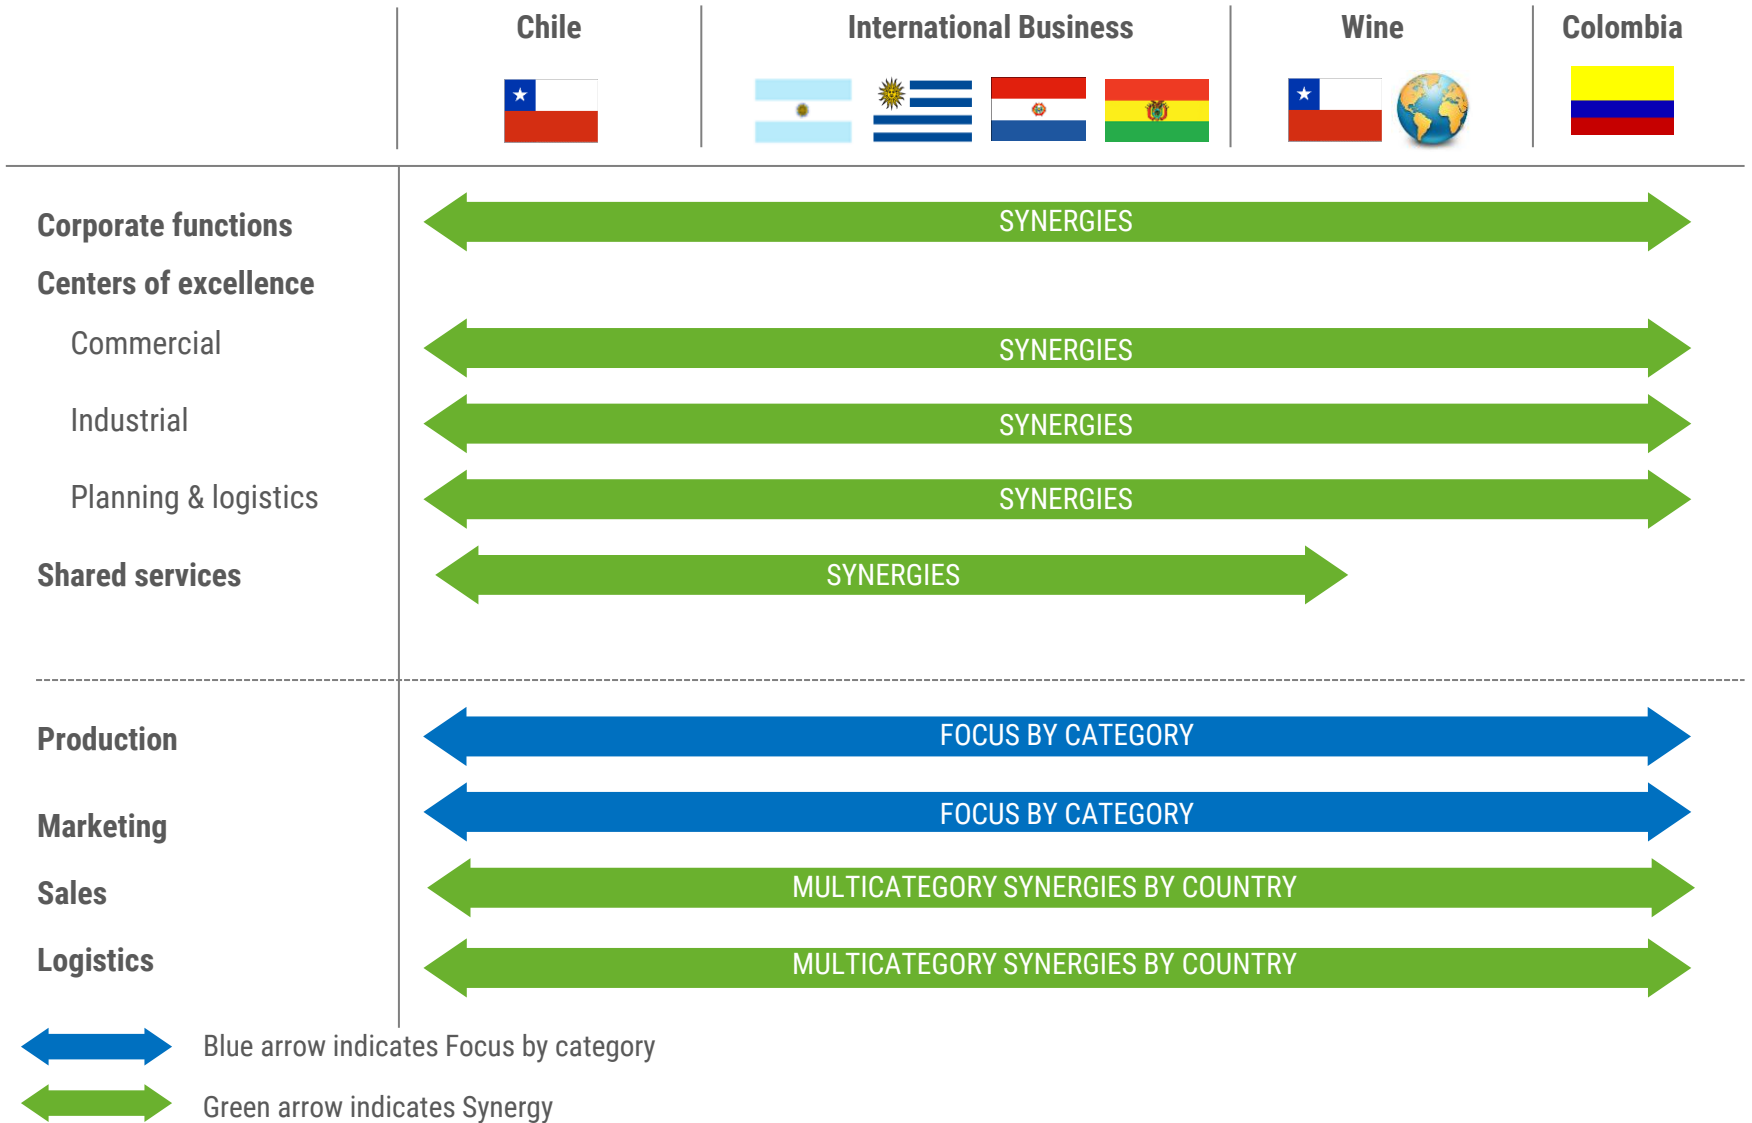 Chile
International Business
Wine
Colombia
Corporate functions
SYNERGIES
Centers of excellence
Commercial
SYNERGIES
Industrial
SYNERGIES
Planning & logistics
SYNERGIES
Shared services
SYNERGIES
Production
FOCUS BY CATEGORY
Marketing
FOCUS BY CATEGORY
Sales
MULTICATEGORY SYNERGIES BY COUNTRY
Logistics
MULTICATEGORY SYNERGIES BY COUNTRY
Blue arrow indicates Focus by category
Green arrow indicates Synergy